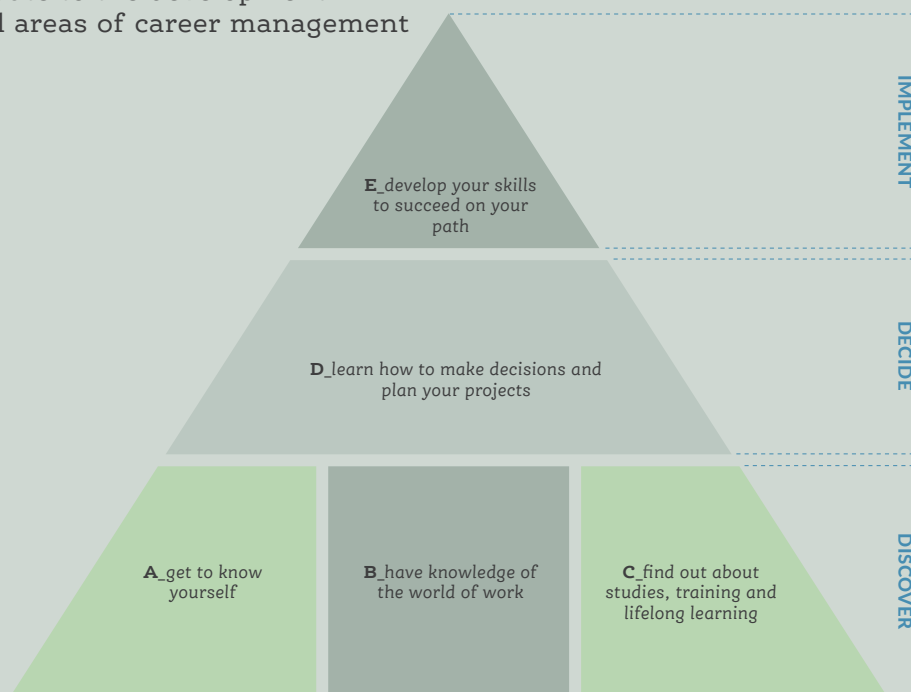 areas of career management
IMPLEMENT
E_develop your skills
to succeed on your
path
DECIDE
D_learn how to make decisions and
plan your projects
DISCOVER
A_get to know
yourself
B_have knowledge of
the world of work
C_find out about
studies, training and
lifelong learning